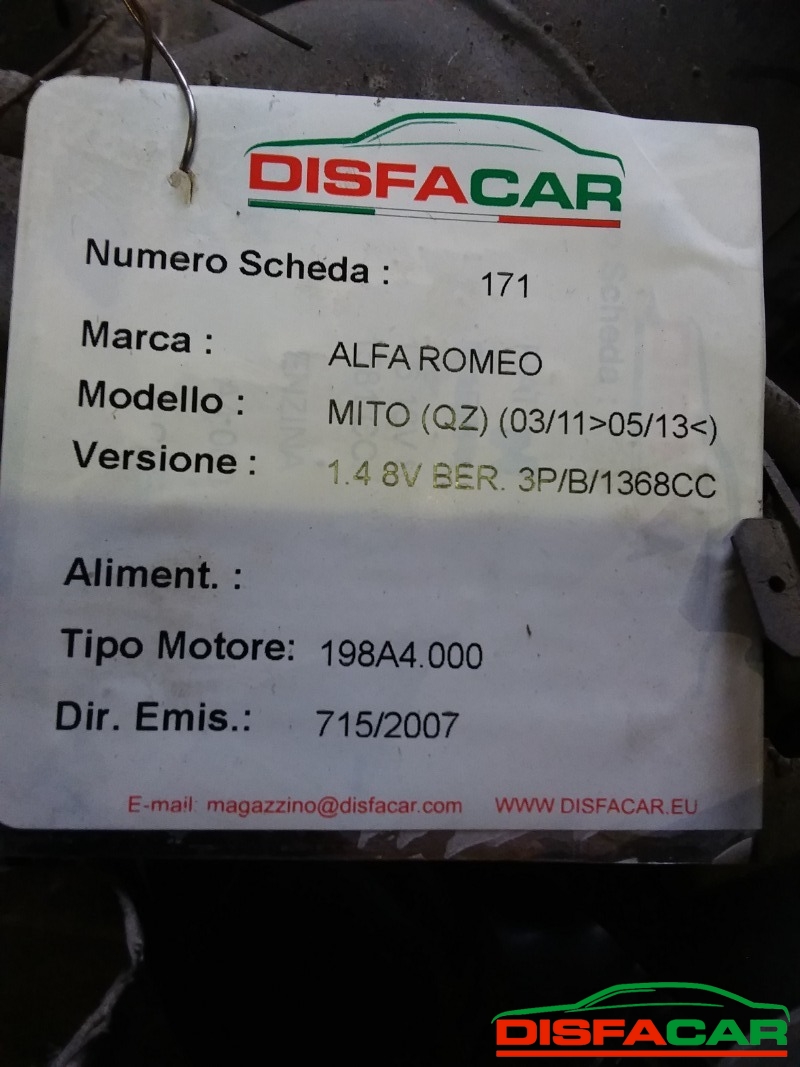 DISFACAR
Numero Scheda : 171
Marca : ALFA ROMEO
Modello : MITO (QZ) (03/11>05/13<)
Versione : 1.4 8V BER. 3P/B/1368CC
Aliment. :
Tipo Motore: 198A4.000
Dir. Emis.: 715/2007
E-mail: magazzino@disfacar.com WWW.DISFACAR.EU
DISFACAR